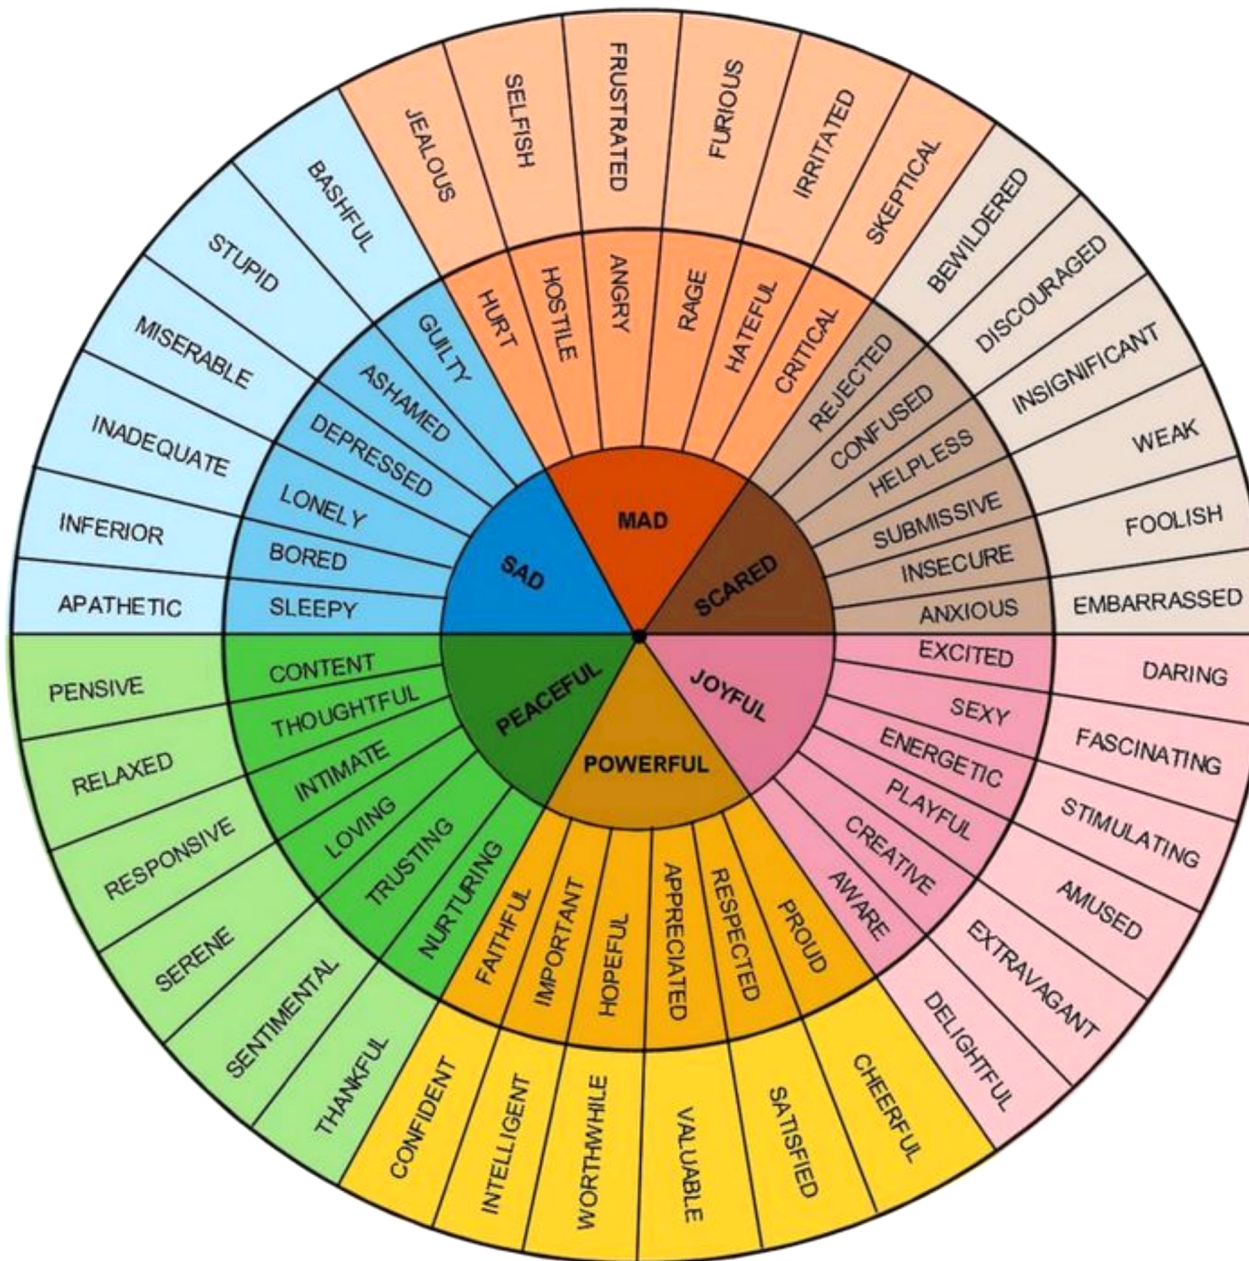 JEALOUS
SELFISH
FRUSTRATED
FURIOUS
IRRITATED
SKEPTICAL
BEWILDERED
DISCOURAGED
INSIGNIFICANT
WEAK
FOOLISH
EMBARRASSED
DARING
FASCINATING
STIMULATING
AMUSED
EXTRAVAGANT
DELIGHTFUL
CHEERFUL
SATISFIED
VALUABLE
WORTHWHILE
INTELLIGENT
CONFIDENT
THANKFUL
SENTIMENTAL
SERENE
RESPONSIVE
RELAXED
PENSIVE
APATHETIC
INFERIOR
INADEQUATE
MISERABLE
STUPID
BASHFUL
HURT
HOSTILE
ANGRY
RAGE
HATEFUL
CRITICAL
REJECTED
CONFUSED
HELPLESS
SUBMISSIVE
INSECURE
ANXIOUS
EXCITED
SEXY
ENERGETIC
PLAYFUL
CREATIVE
AWARE
PROUD
RESPECTED
APPRECIATED
HOPEFUL
IMPORTANT
FAITHFUL
NURTURING
TRUSTING
LOVING
INTIMATE
THOUGHTFUL
CONTENT
SLEEPY
BORED
LONELY
DEPRESSED
ASHAMED
GUILTY
MAD
SCARED
JOYFUL
POWERFUL
PEACEFUL
SAD